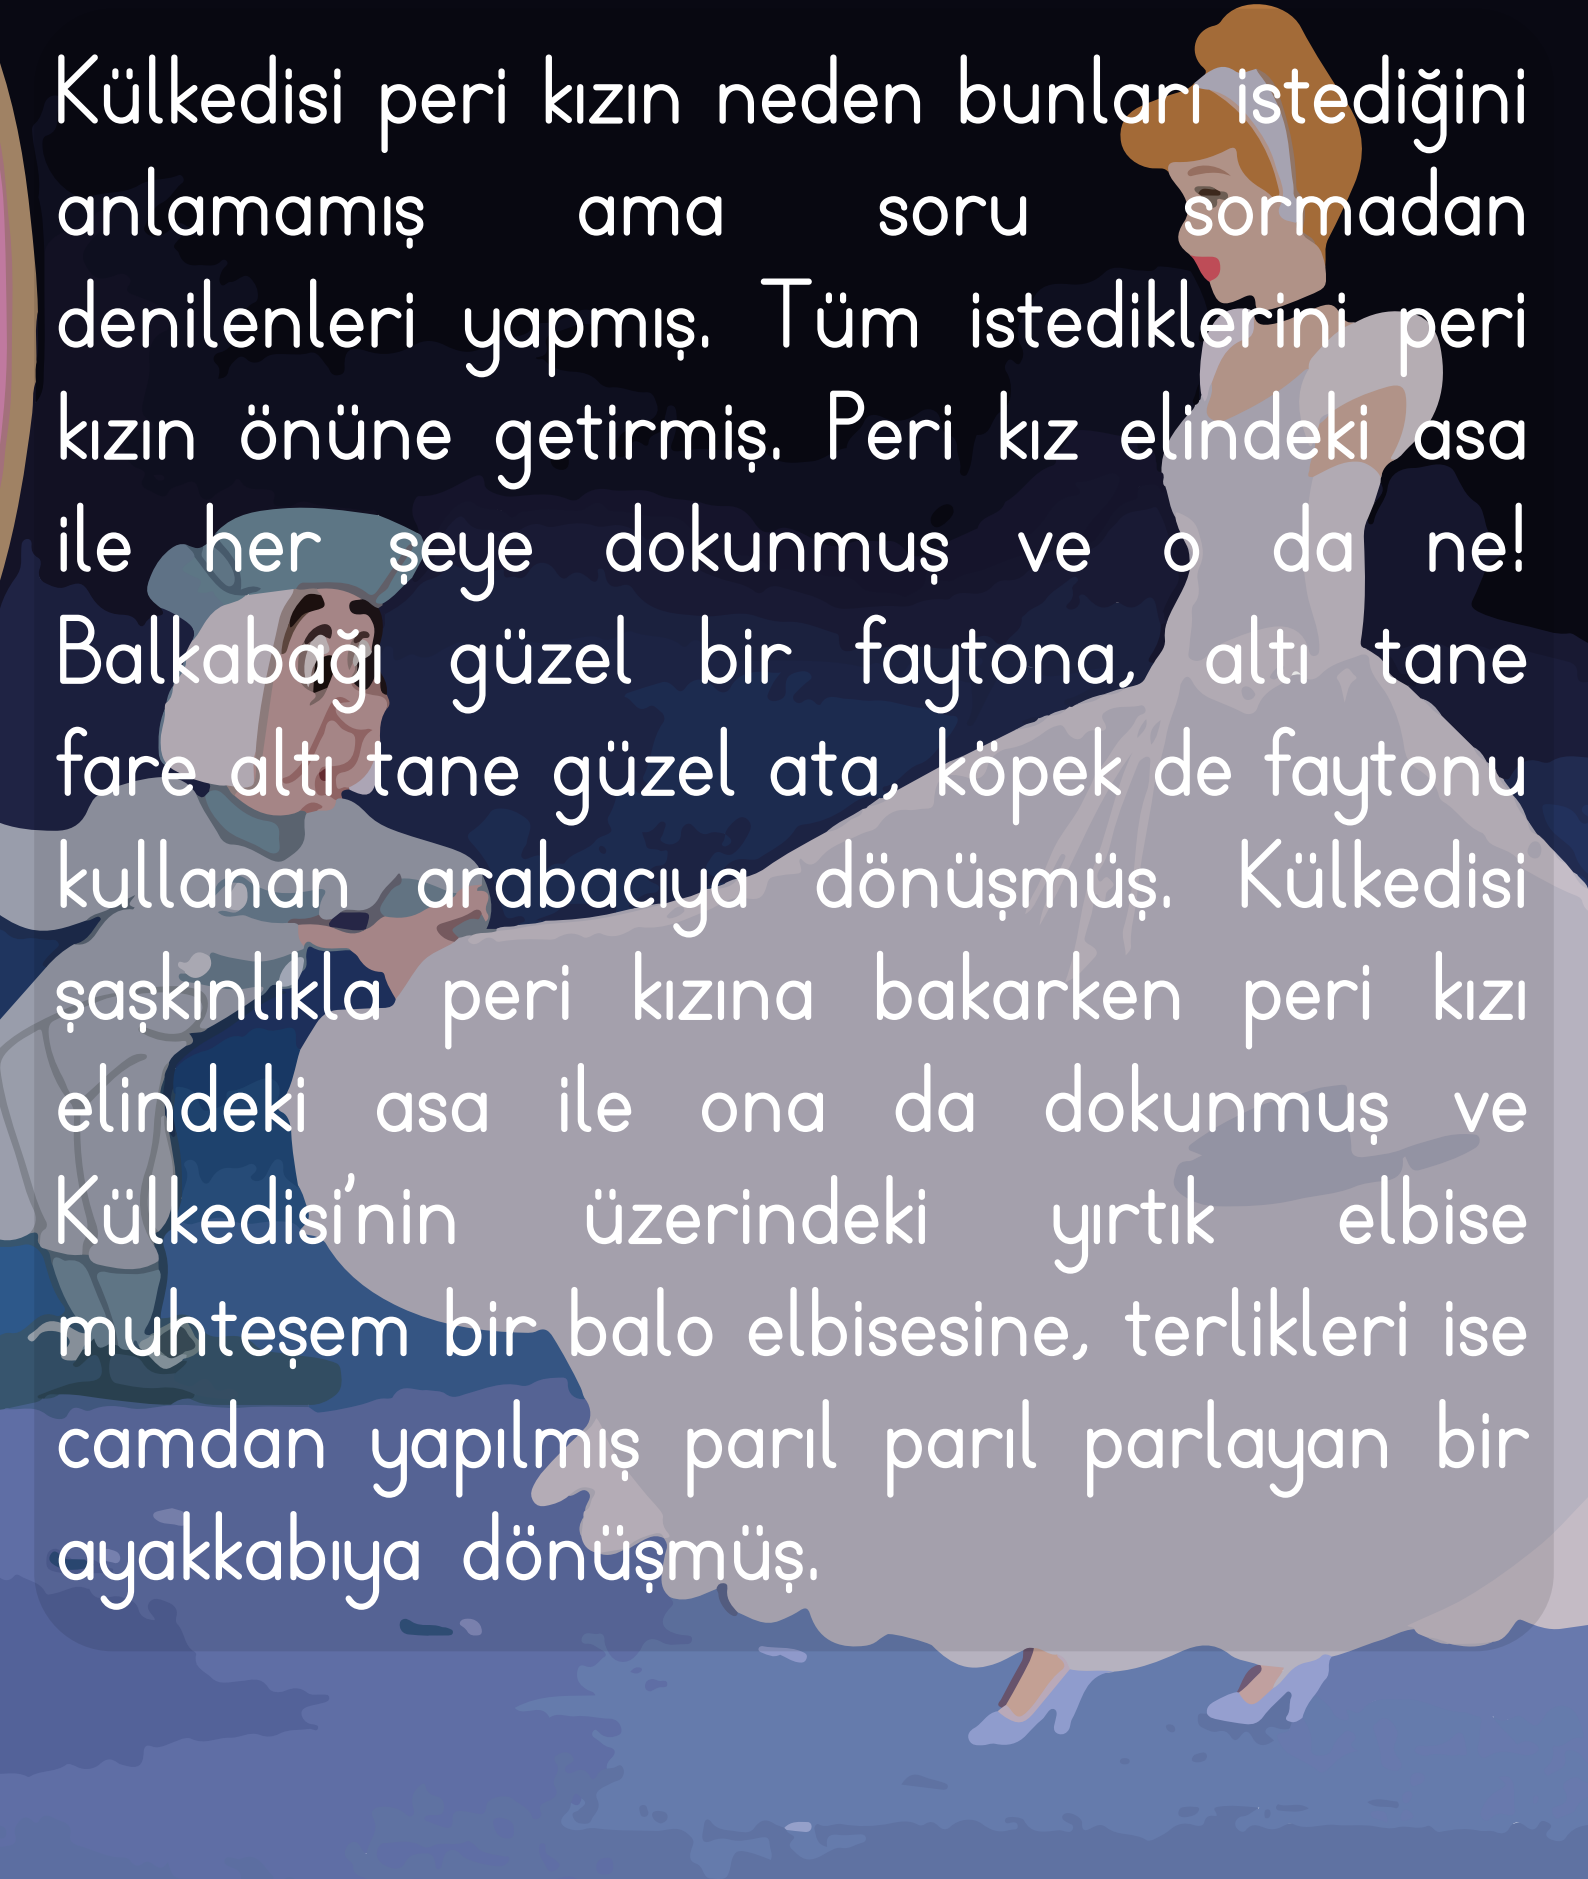 Külkedisi peri kızın neden bunları istediğini
anlamamış ama soru sormadan
denilenleri yapmış. Tüm istediklerini peri
kızın önüne getirmiş. Peri kız elindeki asa
ile her şeye dokunmuş ve o da ne!
Balkabağı güzel bir faytona, altı tane
fare altı tane güzel ata, köpek de faytonu
kullanan arabacıya dönüşmüş. Külkedisi
şaşkınlıkla peri kızına bakarken peri kızı
elindeki asa ile ona da dokunmuş ve
Külkedisi’nin üzerindeki yırtık elbise
muhteşem bir balo elbisesine, terlikleri ise
camdan yapılmış parıl parıl parlayan bir
ayakkabıya dönüşmüş.